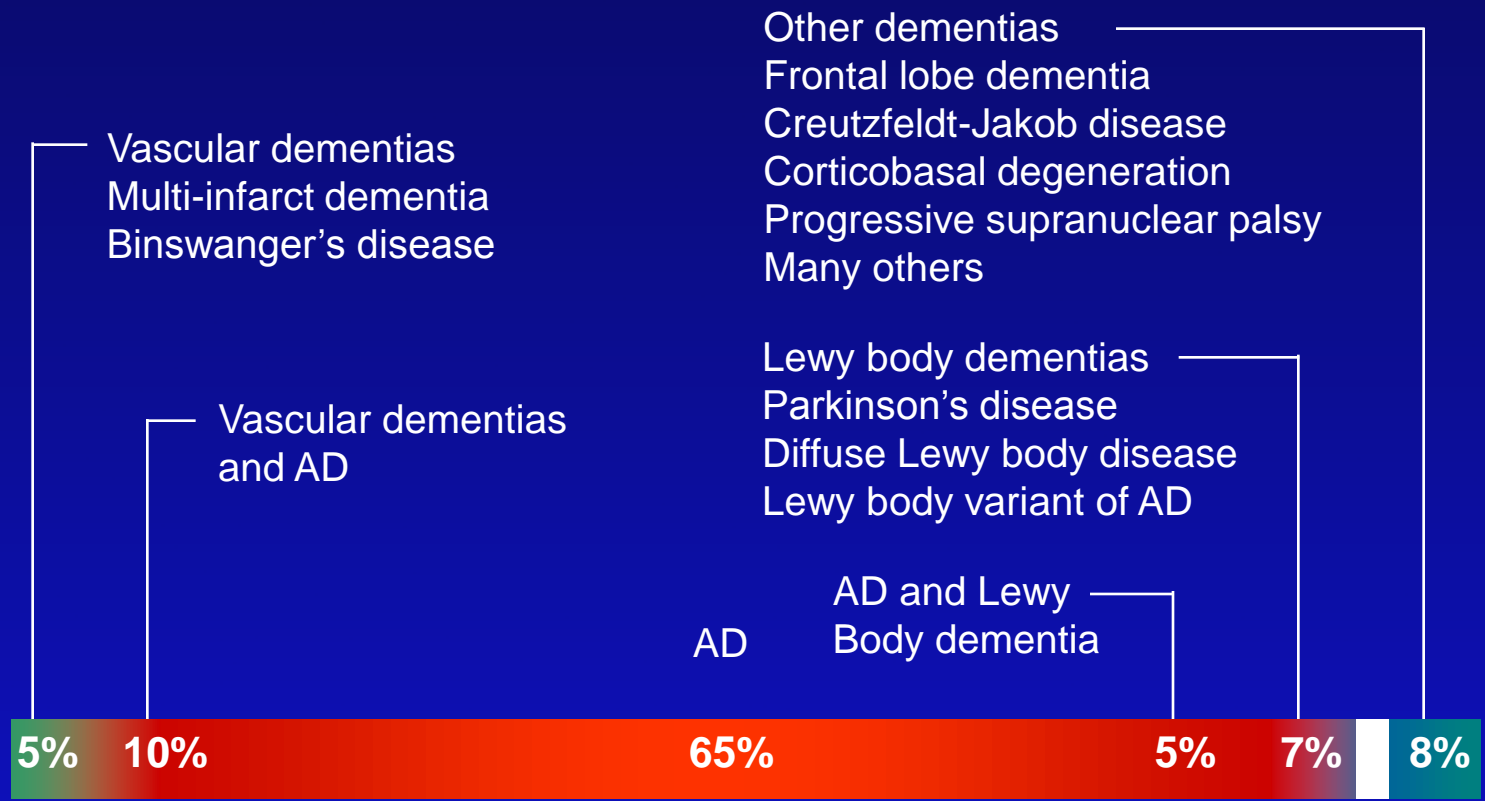 Other dementias
Frontal lobe dementia
Creutzfeldt-Jakob disease
Corticobasal degeneration
Progressive supranuclear palsy
Many others
Vascular dementias
Multi-infarct dementia
Binswanger’s disease
Lewy body dementias
Parkinson’s disease
Diffuse Lewy body disease
Lewy body variant of AD
Vascular dementias
and AD
AD and Lewy
Body dementia
AD
5% 10% 65% 5% 7% 8%